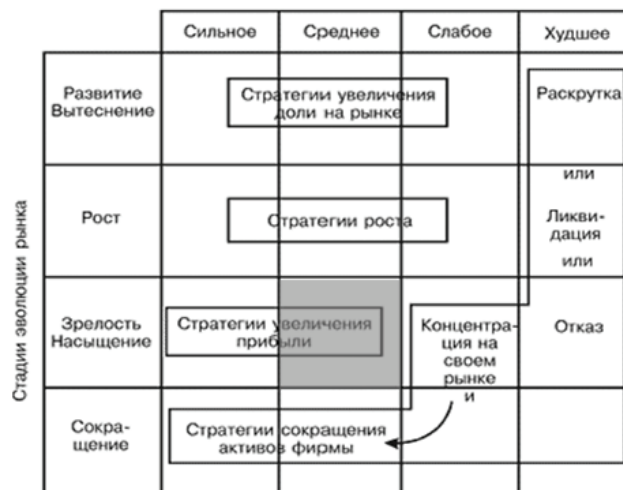 Сильное Среднее Слабое Худшее
Стадии эволюции рынка
Развитие
Вытеснение
Стратегии увеличения
доли на рынке
Раскрутка
или
Рост
Стратегии роста
Ликви-
дация
или
Зрелость
Насыщение
Стратегии увеличения
прибыли
Концентра-
ция на
своем
рынке
и
Отказ
Сокра-
щение
Стратегии сокращения
активов фирмы